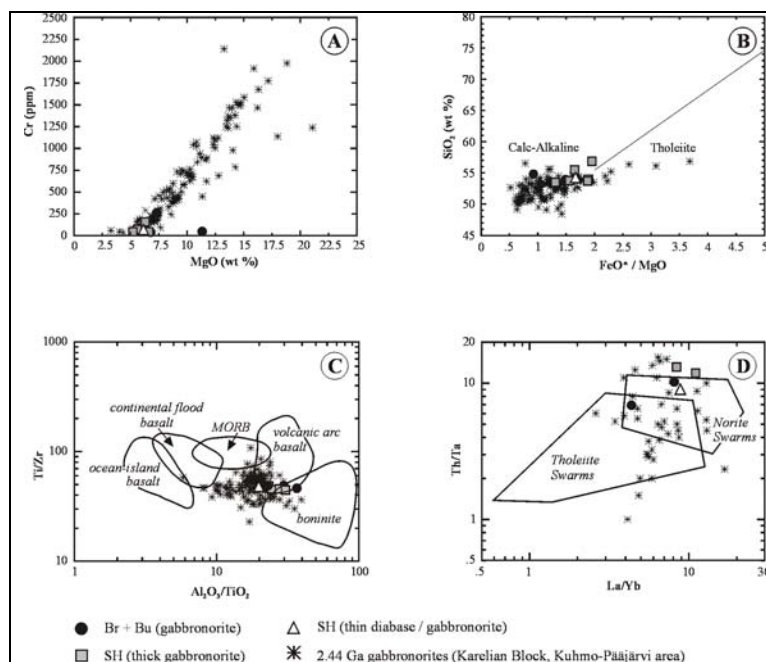 2250
2000
1750
1500
1250
1000
750
500
250
0
Cr (ppm)
0 2.5 5 7.5 10 12.5 15 17.5 20 22.5 25
MgO (wt %)
A
80
75
70
65
60
55
50
45
40
SiO₂ (wt %)
0 .5 1 1.5 2 2.5 3 3.5 4 4.5 5
FeO* / MgO
B
Calc-Alkaline
Tholeiite
1000
100
10
Ti/Zr
1 10 100
Al₂O₃/TiO₂
C
continental flood
basalt
MORB
volcanic arc
basalt
ocean-island
basalt
boninite
20
10
1
.5
Th/Ta
.5 1 10 30
La/Yb
D
Norite
Swarms
Tholeiite
Swarms
Br + Bu (gabbronorite)
SH (thin diabase / gabbronorite)
SH (thick gabbronorite)
2.44 Ga gabbronorites (Karelian Block, Kuhmo-Pääjärvi area)